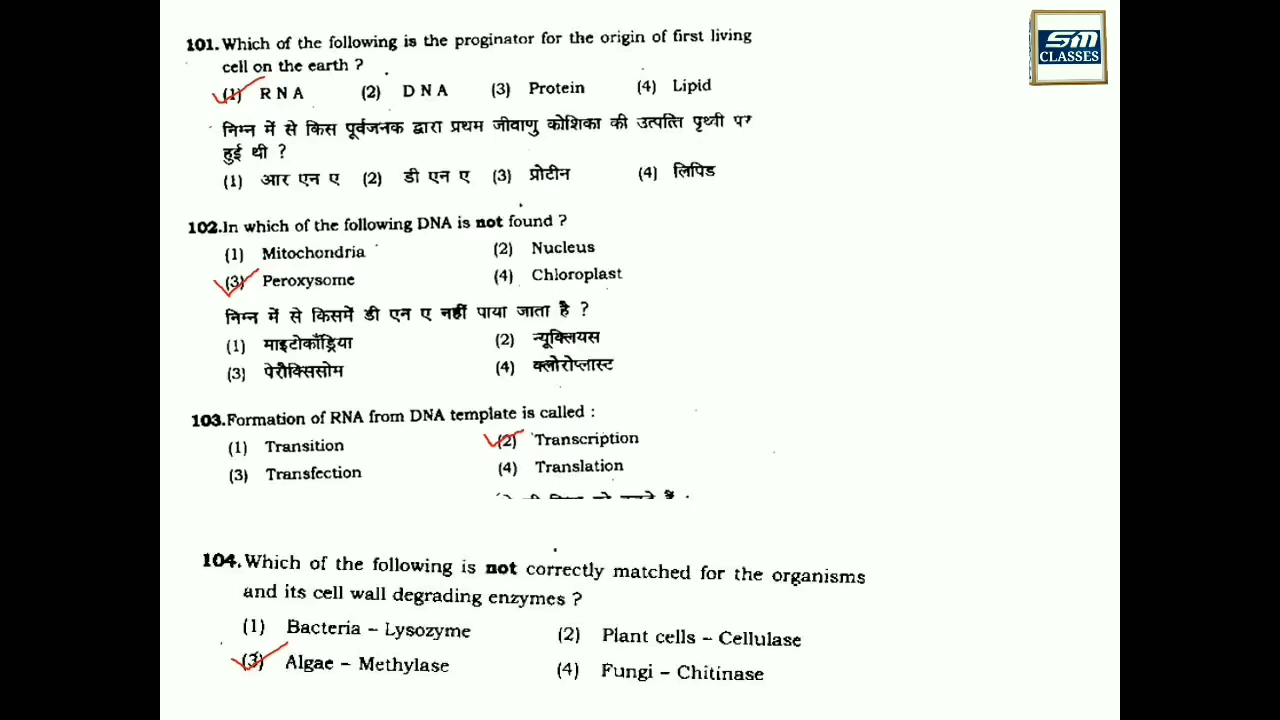 SM
CLASSES
101. Which of the following is the proginator for the origin of first living
cell on the earth ?
(1) R N A (2) D N A (3) Protein (4) Lipid
निम्न में से किस पूर्वजनक द्वारा प्रथम जीवाणु कोशिका की उत्पत्ति पृथ्वी पर
हुई थी ?
(1) आर एन ए (2) डी एन ए (3) प्रोटीन (4) लिपिड
102. In which of the following DNA is not found ?
(1) Mitochondria (2) Nucleus
(3) Peroxysome (4) Chloroplast
निम्न में से किसमें डी एन ए नहीं पाया जाता है ?
(1) माइटोकाँड्रिया (2) न्यूक्लियस
(3) पेरौक्सिसोम (4) क्लोरोप्लास्ट
103. Formation of RNA from DNA template is called :
(1) Transition (2) Transcription
(3) Transfection (4) Translation
104. Which of the following is not correctly matched for the organisms
and its cell wall degrading enzymes ?
(1) Bacteria – Lysozyme (2) Plant cells – Cellulase
(3) Algae – Methylase (4) Fungi – Chitinase